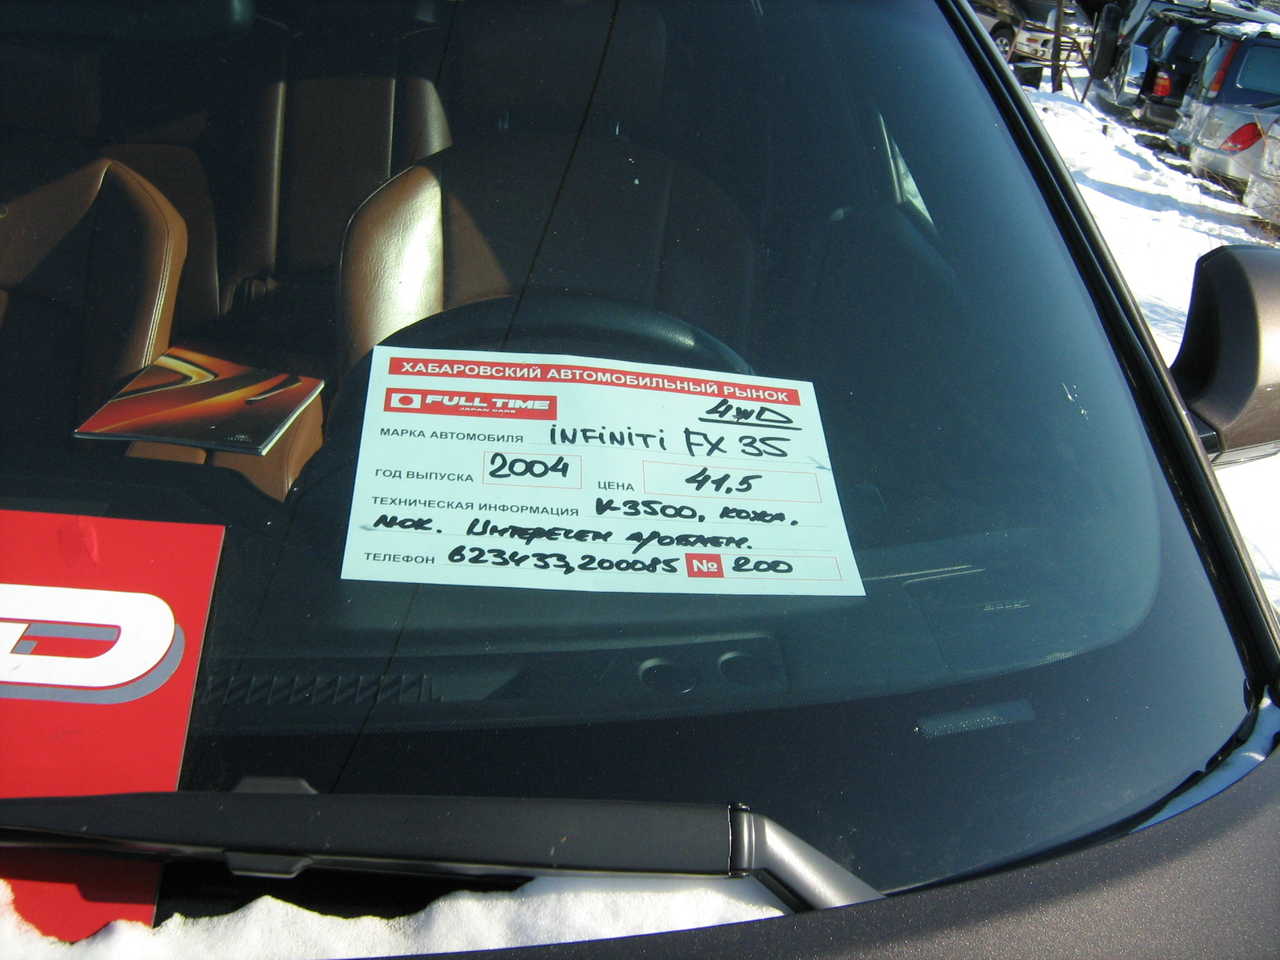 ХАБАРОВСКИЙ АВТОМОБИЛЬНЫЙ РЫНОК
FULL TIME 4WD
JAPAN CARS
МАРКА АВТОМОБИЛЯ iNFiNiTi FX 35
ГОД ВЫПУСКА 2004 ЦЕНА 41,5
ТЕХНИЧЕСКАЯ ИНФОРМАЦИЯ V-3500, кожа,
люк. Интересен обмен.
ТЕЛЕФОН 623433, 200085 № 200